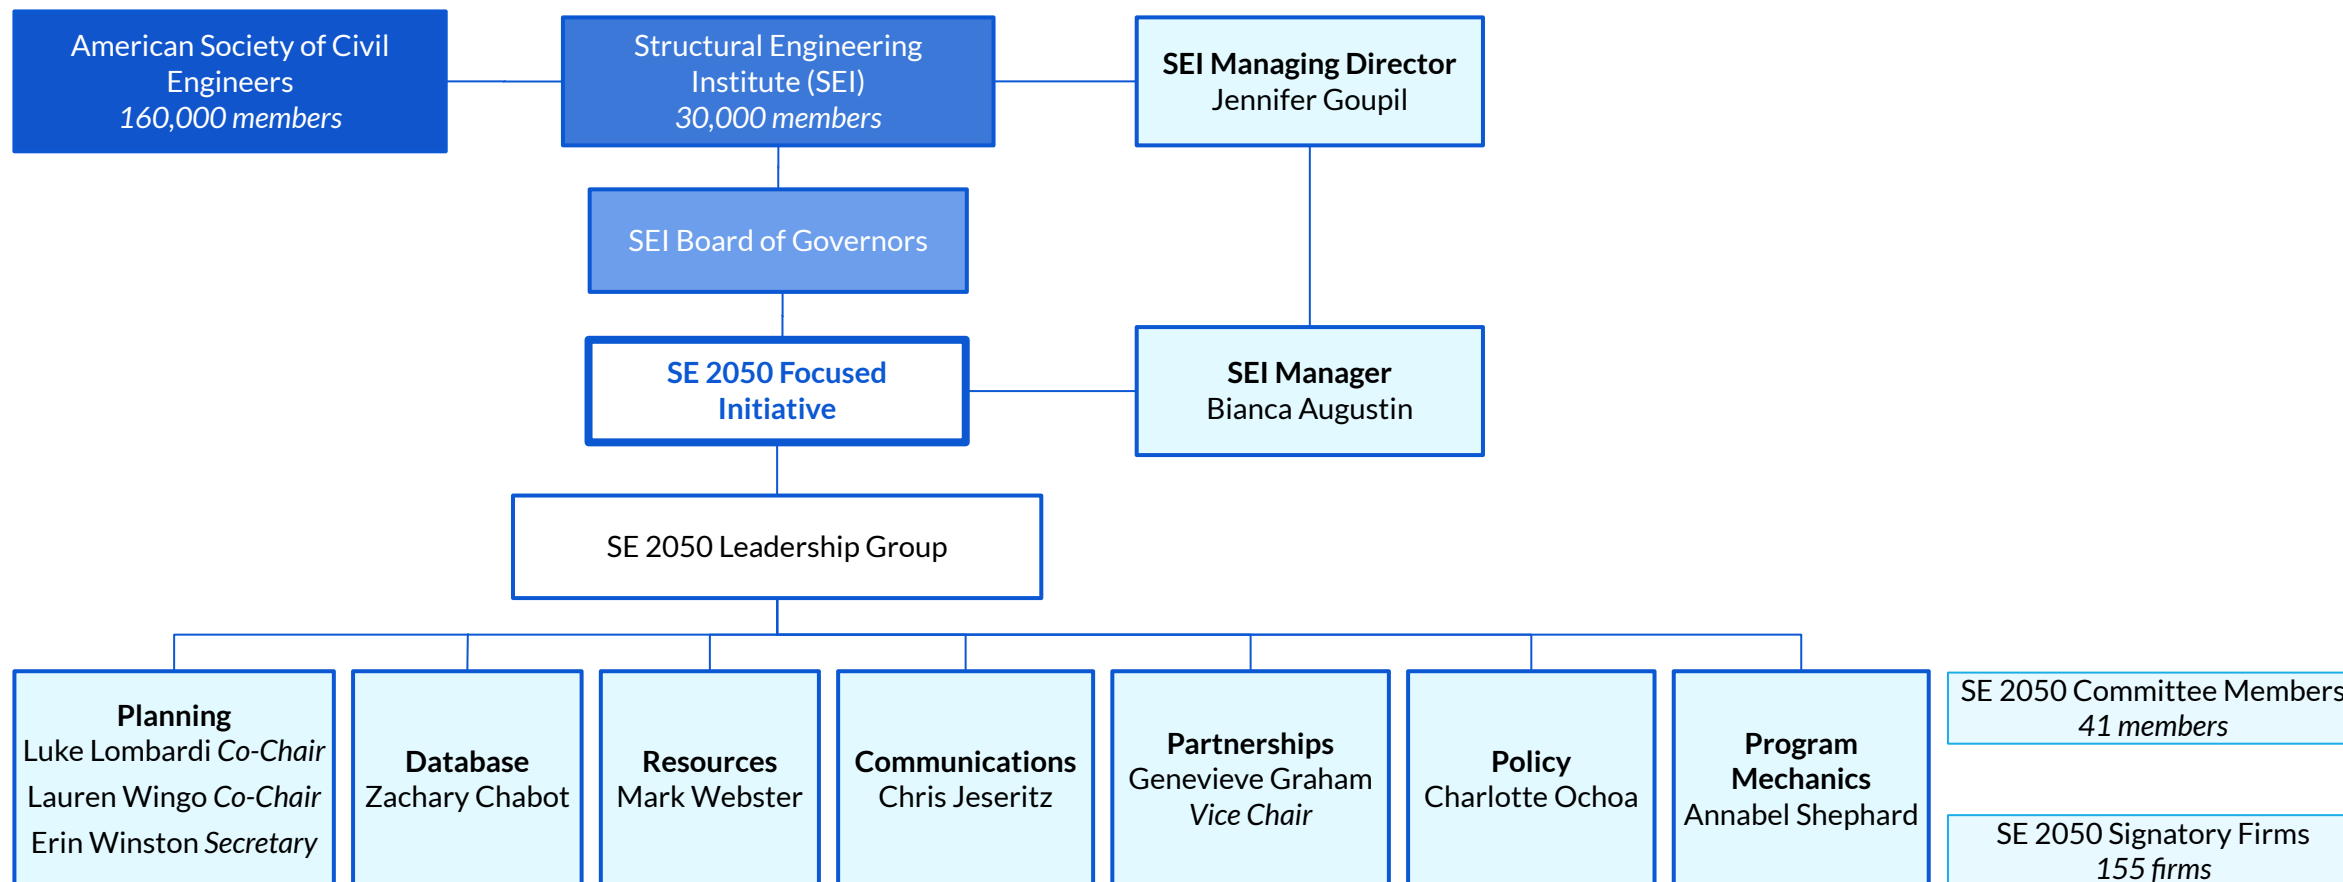 American Society of Civil
Engineers
160,000 members
Structural Engineering
Institute (SEI)
30,000 members
SEI Managing Director
Jennifer Goupil
SEI Board of Governors
SE 2050 Focused
Initiative
SEI Manager
Bianca Augustin
SE 2050 Leadership Group
Planning
Luke Lombardi Co-Chair
Lauren Wingo Co-Chair
Erin Winston Secretary
Database
Zachary Chabot
Resources
Mark Webster
Communications
Chris Jeseritz
Partnerships
Genevieve Graham
Vice Chair
Policy
Charlotte Ochoa
Program
Mechanics
Annabel Shephard
SE 2050 Committee Members
41 members
SE 2050 Signatory Firms
155 firms